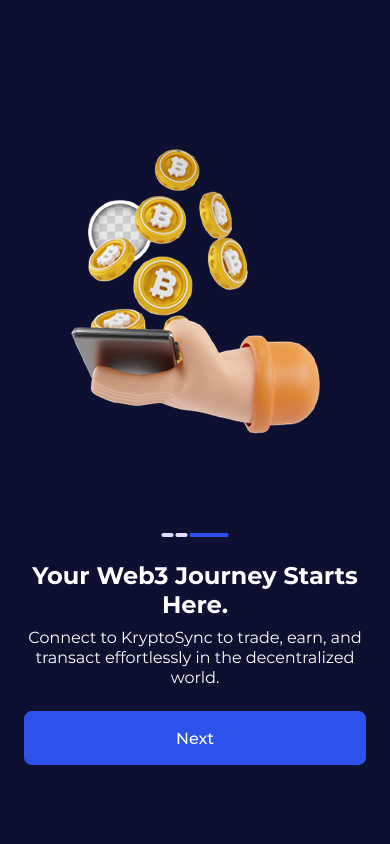 Your Web3 Journey Starts
Here.
Connect to KryptoSync to trade, earn, and
transact effortlessly in the decentralized
world.
Next